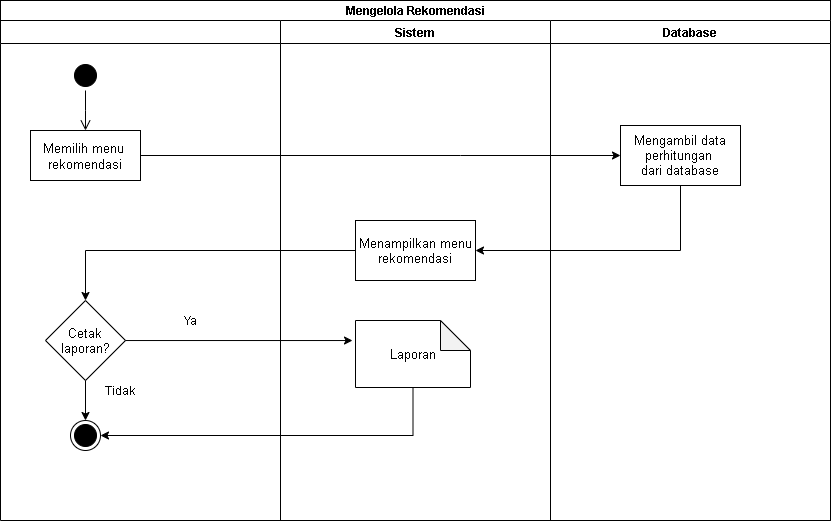 Mengelola Rekomendasi
Sistem
Database
Memilih menu
rekomendasi
Mengambil data
perhitungan
dari database
Menampilkan menu
rekomendasi
Cetak
laporan?
Ya
Laporan
Tidak